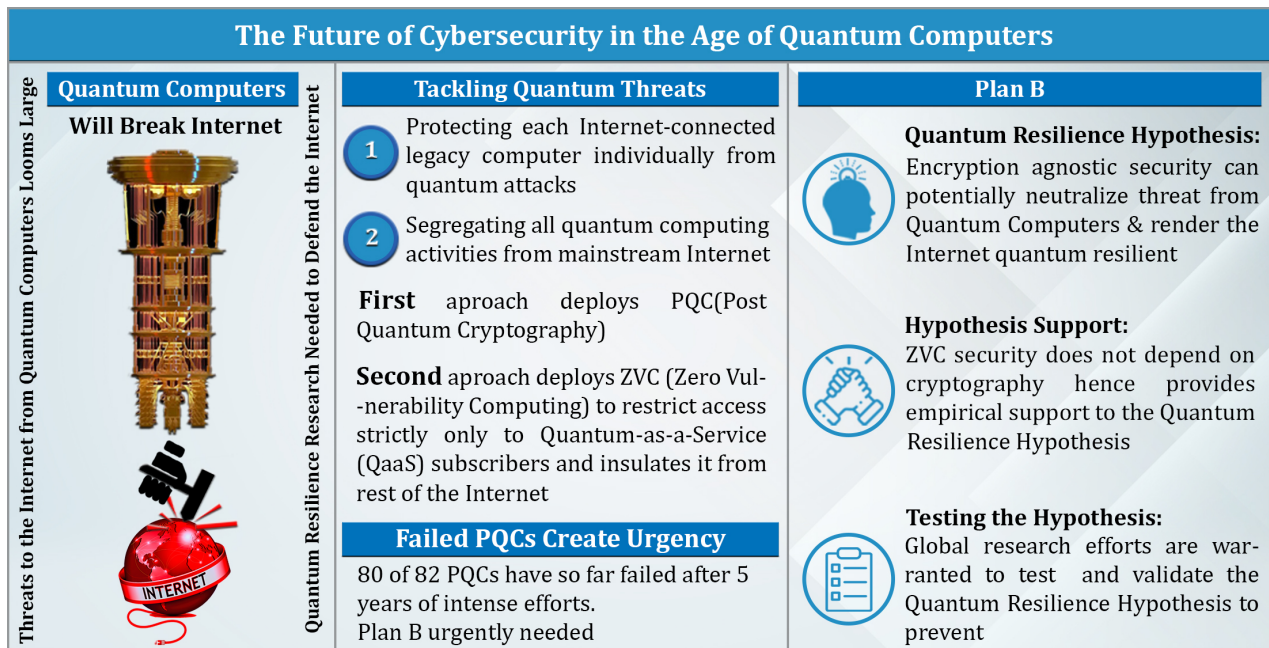 The Future of Cybersecurity in the Age of Quantum Computers
Threats to the Internet from Quantum Computers Looms Large
Quantum Computers
Will Break Internet
INTERNET
Quantum Resilience Research Needed to Defend the Internet
Tackling Quantum Threats
1
Protecting each Internet-connected
legacy computer individually from
quantum attacks
2
Segregating all quantum computing
activities from mainstream Internet
First aproach deploys PQC(Post
Quantum Cryptography)
Second aproach deploys ZVC (Zero Vul-
-nerability Computing) to restrict access
strictly only to Quantum-as-a-Service
(QaaS) subscribers and insulates it from
rest of the Internet
Failed PQCs Create Urgency
80 of 82 PQCs have so far failed after 5
years of intense efforts.
Plan B urgently needed
Plan B
Quantum Resilience Hypothesis:
Encryption agnostic security can
potentially neutralize threat from
Quantum Computers & render the
Internet quantum resilient
Hypothesis Support:
ZVC security does not depend on
cryptography hence provides
empirical support to the Quantum
Resilience Hypothesis
Testing the Hypothesis:
Global research efforts are war-
ranted to test and validate the
Quantum Resilience Hypothesis to
prevent